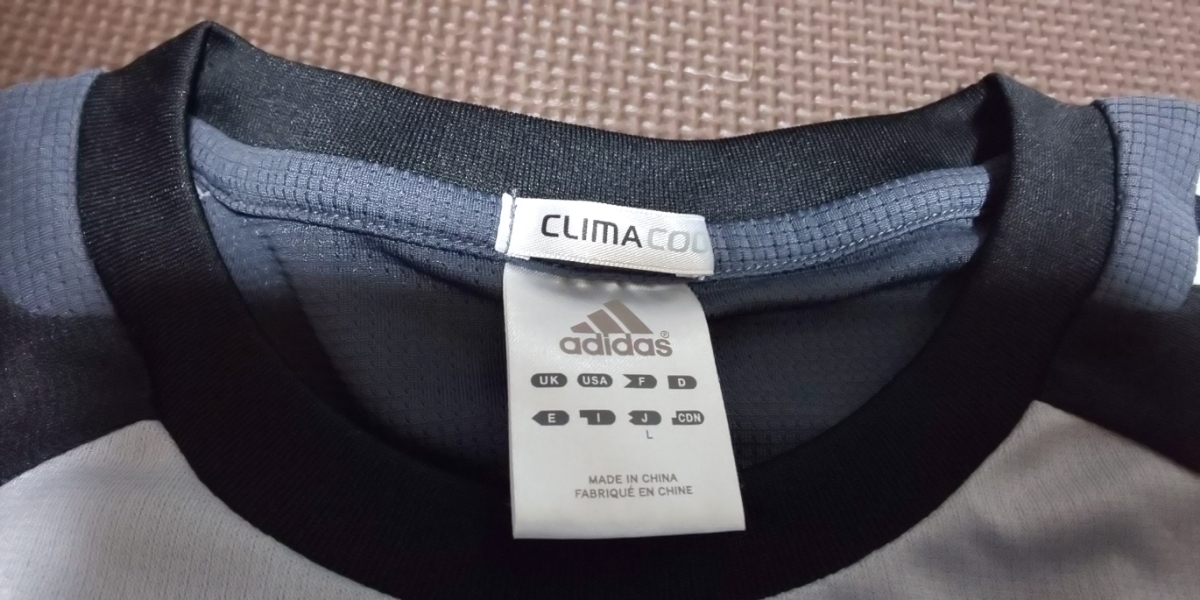 CLIMACOO
adidas®
UK USA F D
E I J CDN
L
MADE IN CHINA
FABRIQUÉ EN CHINE